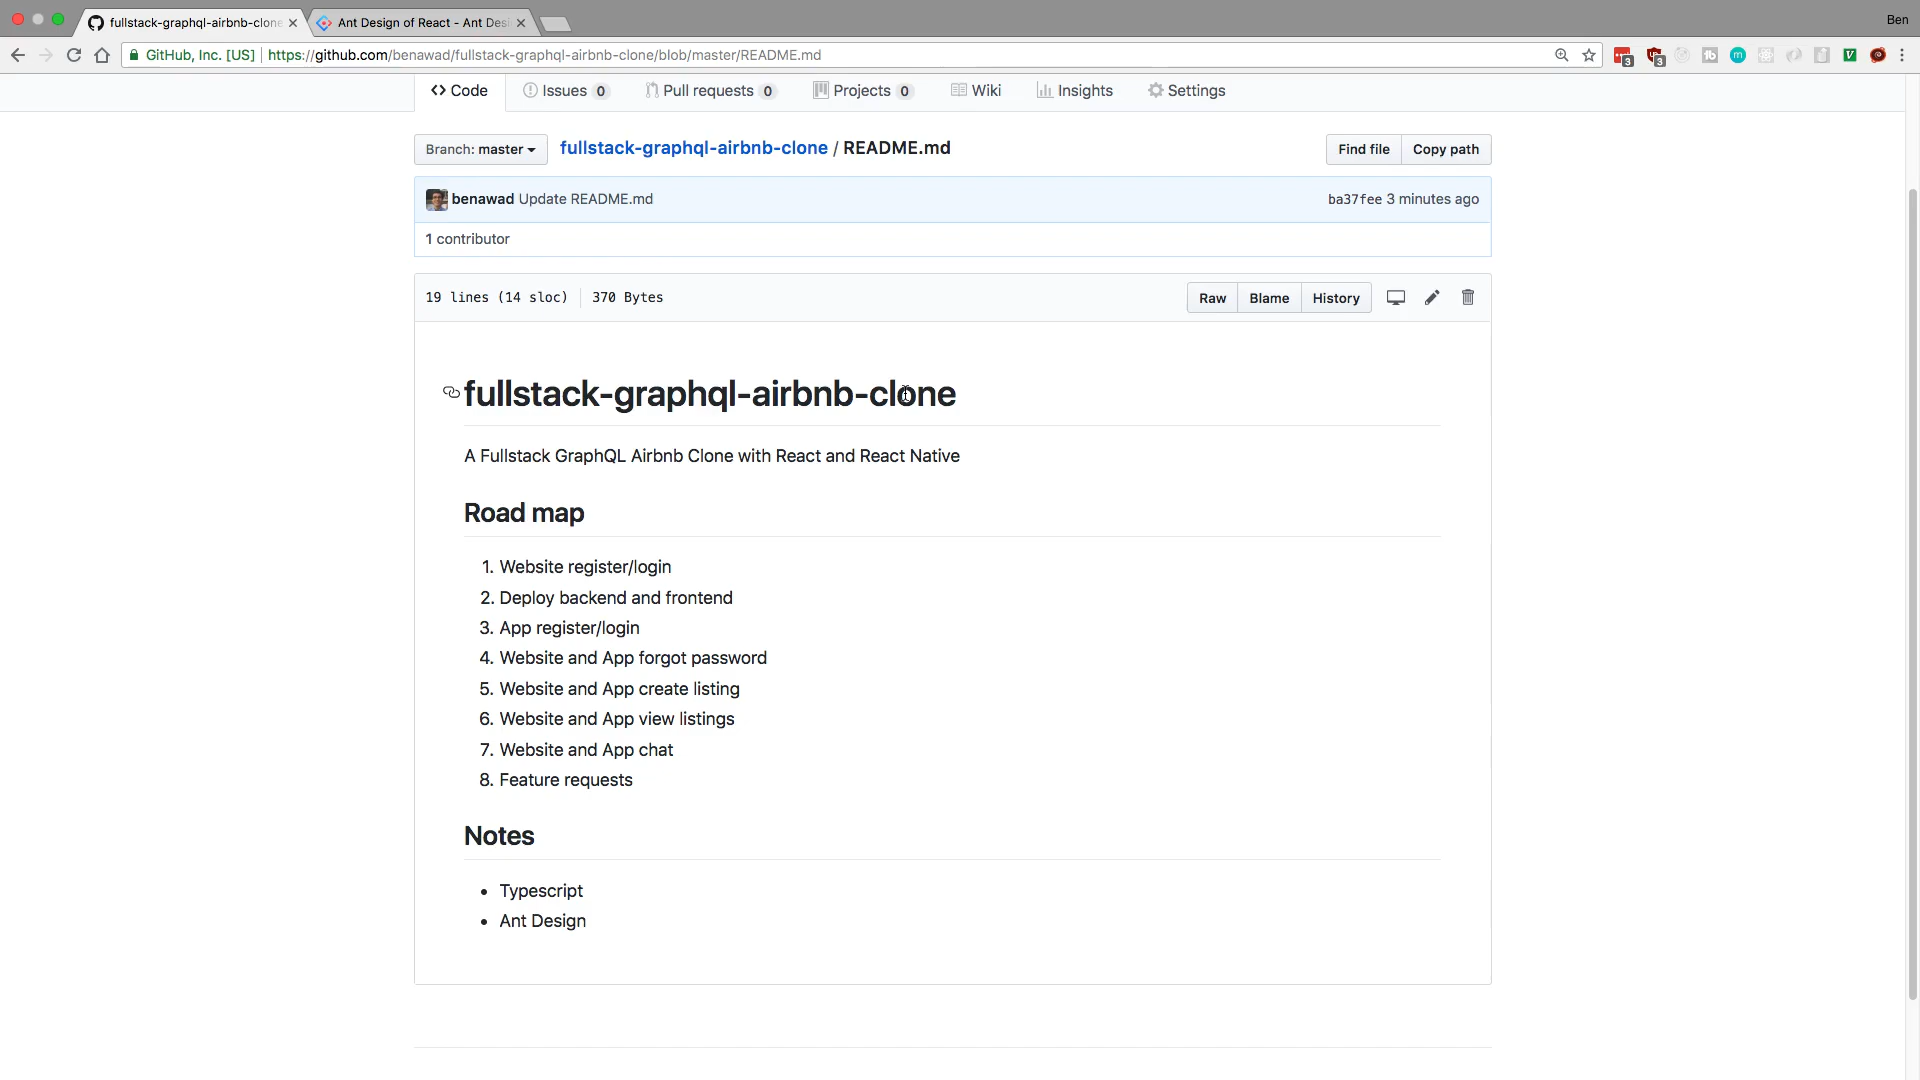 fullstack-graphql-airbnb-clone
Ant Design of React - Ant Desi
Ben
GitHub, Inc. [US] https://github.com/benawad/fullstack-graphql-airbnb-clone/blob/master/README.md
3
3
m
V
Code
Issues 0
Pull requests 0
Projects 0
Wiki
Insights
Settings
Branch: master
fullstack-graphql-airbnb-clone / README.md
Find file
Copy path
benawad Update README.md
ba37fee 3 minutes ago
1 contributor
19 lines (14 sloc) 370 Bytes
Raw
Blame
History
fullstack-graphql-airbnb-clone
A Fullstack GraphQL Airbnb Clone with React and React Native
Road map
1. Website register/login
2. Deploy backend and frontend
3. App register/login
4. Website and App forgot password
5. Website and App create listing
6. Website and App view listings
7. Website and App chat
8. Feature requests
Notes
• Typescript
• Ant Design